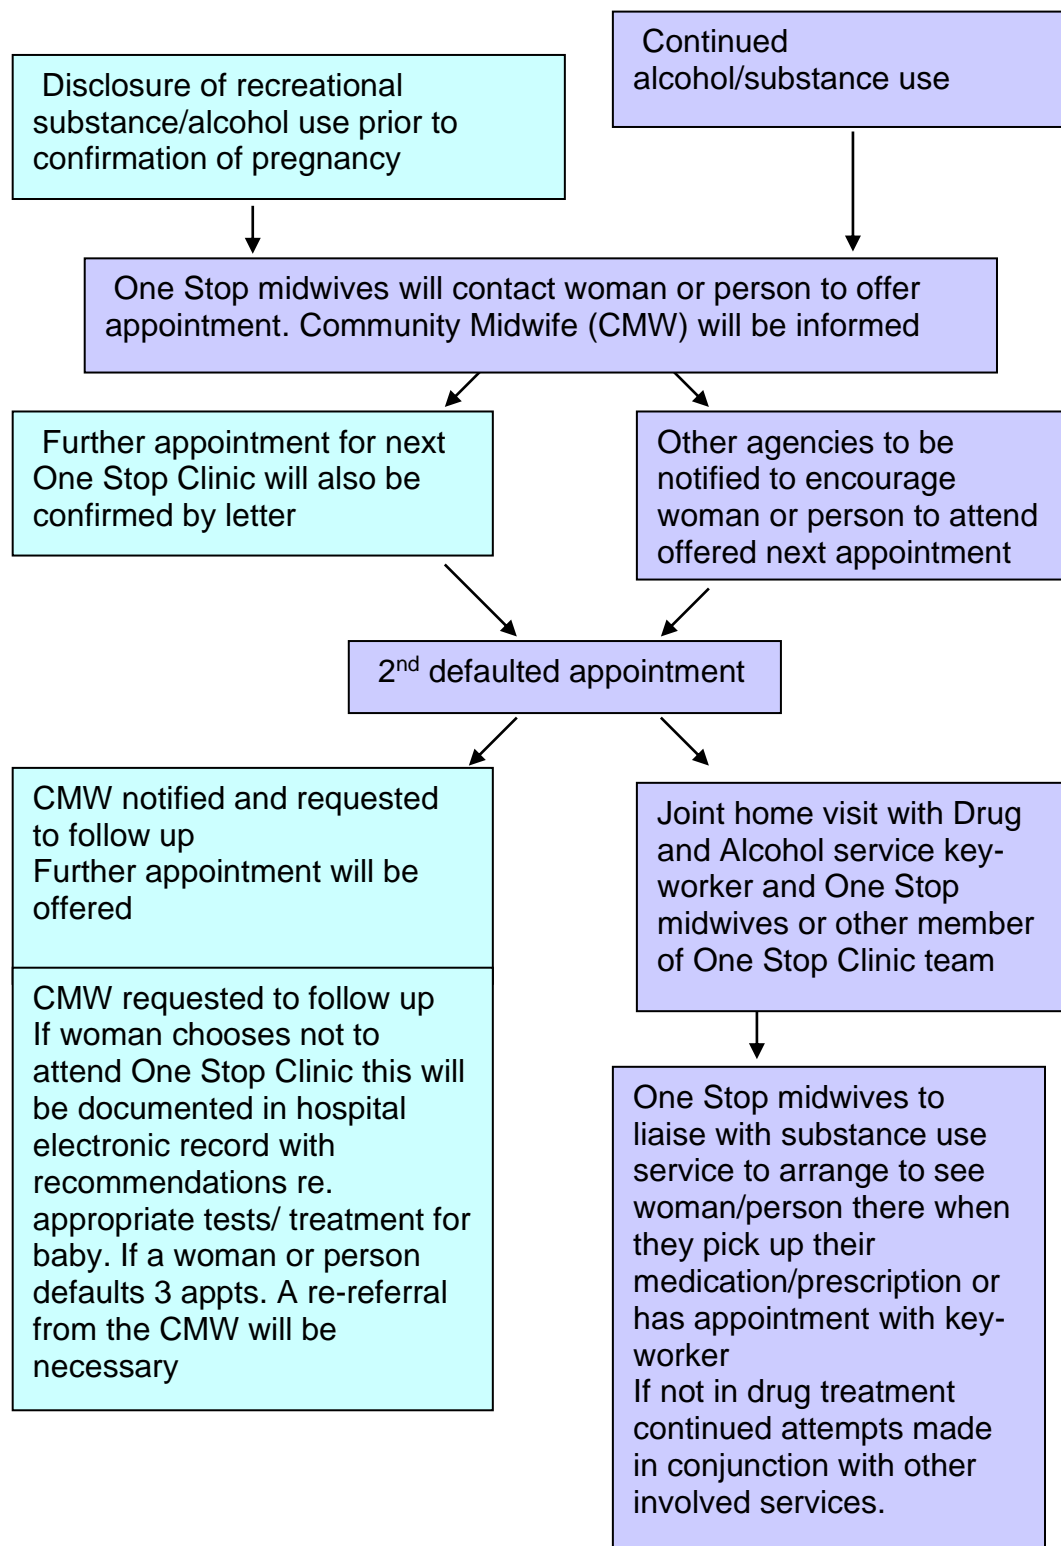 Continued
alcohol/substance use
Disclosure of recreational
substance/alcohol use prior to
confirmation of pregnancy
One Stop midwives will contact woman or person to offer
appointment. Community Midwife (CMW) will be informed
Further appointment for next
One Stop Clinic will also be
confirmed by letter
Other agencies to be
notified to encourage
woman or person to attend
offered next appointment
2nd defaulted appointment
CMW notified and requested
to follow up
Further appointment will be
offered
Joint home visit with Drug
and Alcohol service key-
worker and One Stop
midwives or other member
of One Stop Clinic team
CMW requested to follow up
If woman chooses not to
attend One Stop Clinic this will
be documented in hospital
electronic record with
recommendations re.
appropriate tests/ treatment for
baby. If a woman or person
defaults 3 appts. A re-referral
from the CMW will be
necessary
One Stop midwives to
liaise with substance use
service to arrange to see
woman/person there when
they pick up their
medication/prescription or
has appointment with key-
worker
If not in drug treatment
continued attempts made
in conjunction with other
involved services.